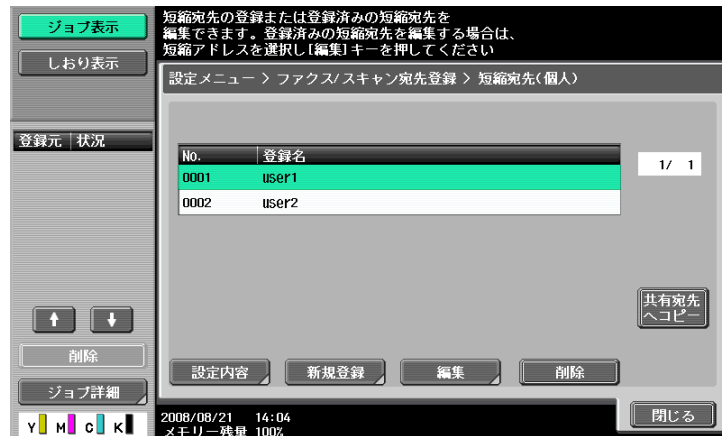 ジョブ表示
しおり表示
登録元 状況
削除
ジョブ詳細
Y M C K
短縮宛先の登録または登録済みの短縮宛先を
編集できます。登録済みの短縮宛先を編集する場合は、
短縮アドレスを選択し[編集]キーを押してください
設定メニュー > ファクス/スキャン宛先登録 > 短縮宛先(個人)
No. 登録名
0001 user1
0002 user2
1/ 1
共有宛先
へコピー
設定内容 新規登録 編集 削除
2008/08/21 14:04
メモリー残量 100%
閉じる